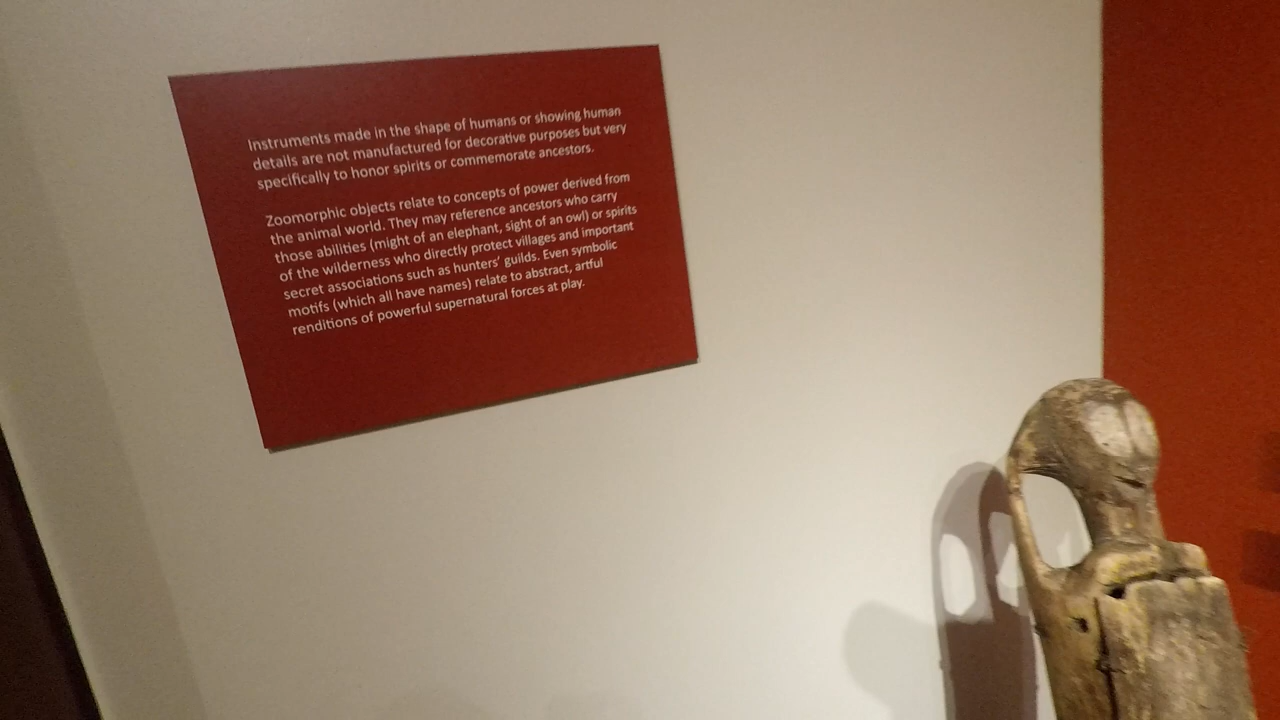 Instruments made in the shape of humans or showing human
details are not manufactured for decorative purposes but very
specifically to honor spirits or commemorate ancestors.
Zoomorphic objects relate to concepts of power derived from
the animal world. They may reference ancestors who carry
those abilities (might of an elephant, sight of an owl) or spirits
of the wilderness who directly protect villages and important
secret associations such as hunters' guilds. Even symbolic
motifs (which all have names) relate to abstract, artful
renditions of powerful supernatural forces at play.